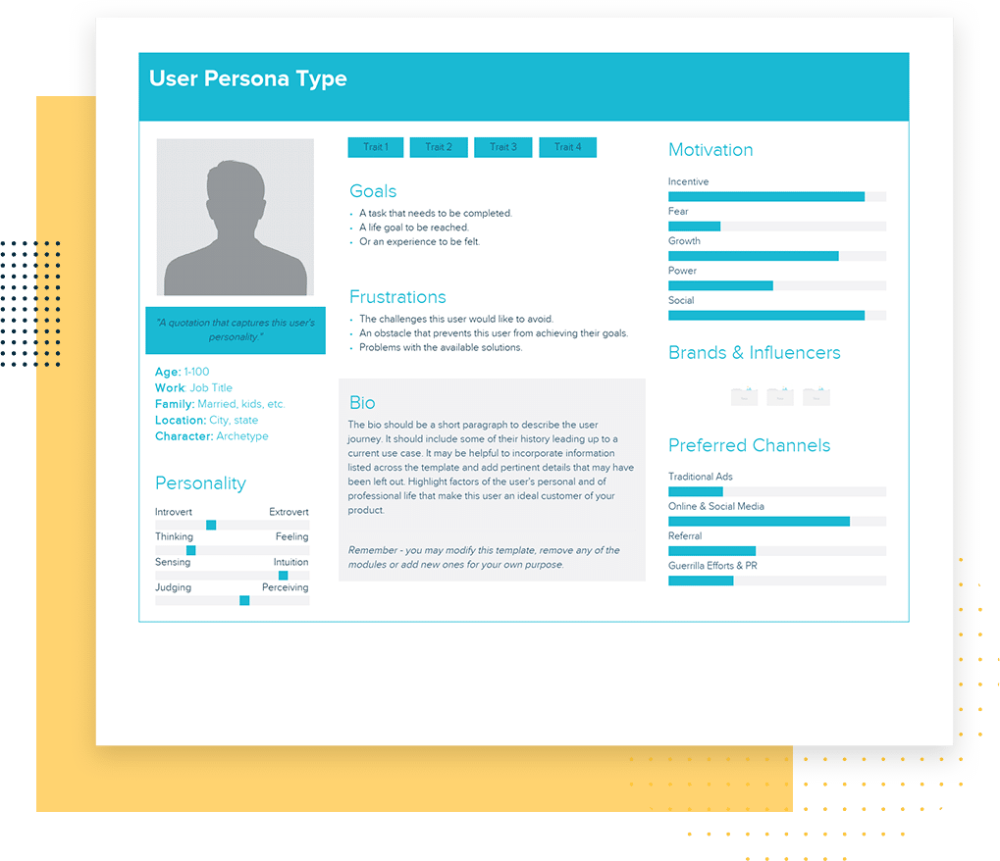 User Persona Type
"A quotation that captures this user's
personality."
Age: 1-100
Work: Job Title
Family: Married, kids, etc.
Location: City, state
Character: Archetype
Personality
Introvert Extrovert
Thinking Feeling
Sensing Intuition
Judging Perceiving
Trait 1 Trait 2 Trait 3 Trait 4
Goals
• A task that needs to be completed.
• A life goal to be reached.
• Or an experience to be felt.
Frustrations
• The challenges this user would like to avoid.
• An obstacle that prevents this user from achieving their goals.
• Problems with the available solutions.
Bio
The bio should be a short paragraph to describe the user
journey. It should include some of their history leading up to a
current use case. It may be helpful to incorporate information
listed across the template and add pertinent details that may have
been left out. Highlight factors of the user's personal and of
professional life that make this user an ideal customer of your
product.
Remember - you may modify this template, remove any of the
modules or add new ones for your own purpose.
Motivation
Incentive
Fear
Growth
Power
Social
Brands & Influencers
Preferred Channels
Traditional Ads
Online & Social Media
Referral
Guerrilla Efforts & PR